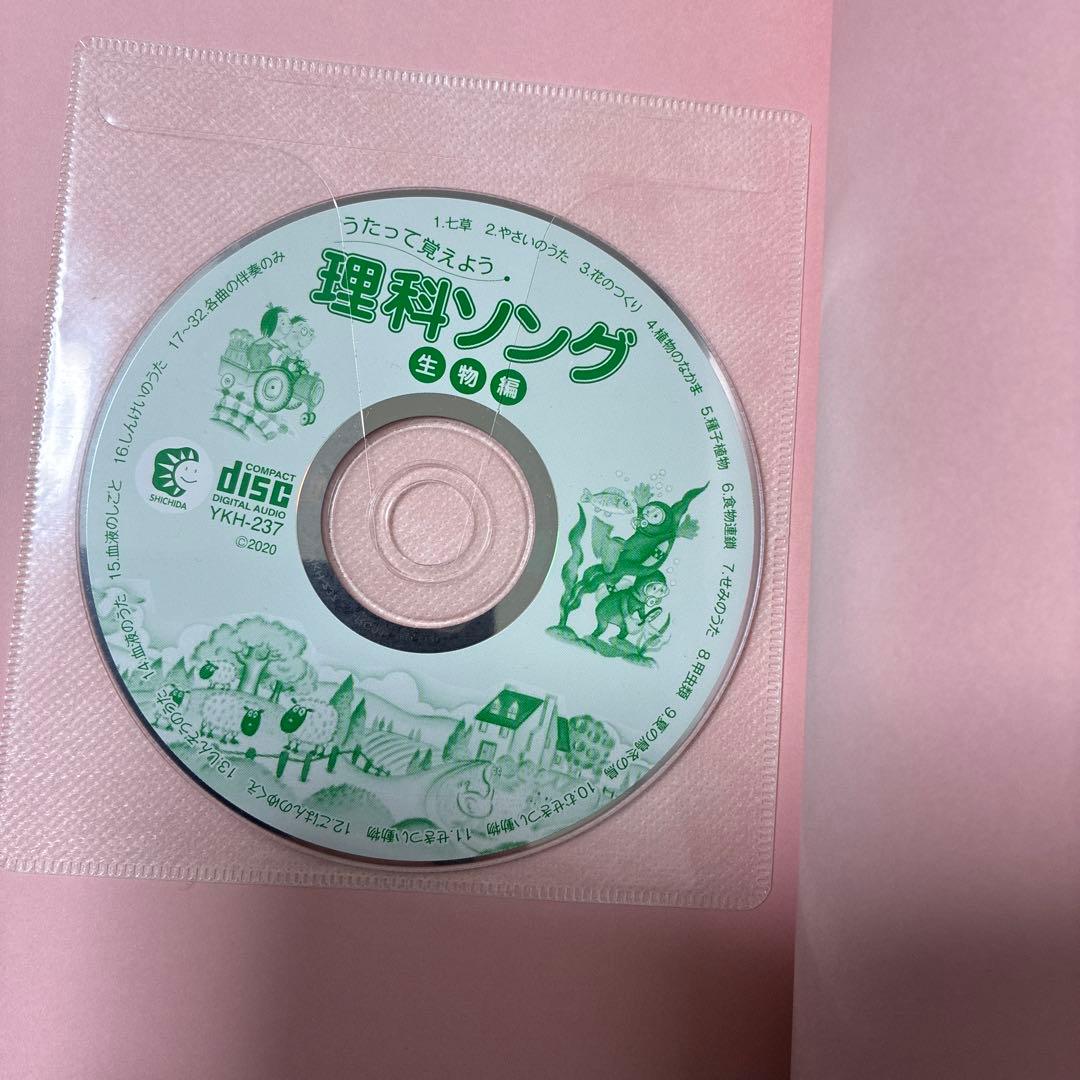 うたって覚えよう
理科ソング
生物編
1.七草 2.やさいのうた 3.花のつくり 4.植物のなかま 5.種子植物 6.食物連鎖 7.せみのうた 8.甲虫類 9.夏の鳥冬の鳥 10.むせきつい動物 11.せきつい動物 12.ごはんのゆくえ 13.しんぞうのうた 14.血液のうた 15.血液のしごと 16.しんけいのうた 17～32.各曲の伴奏のみ
SHICHIDA
COMPACT
disc
DIGITAL AUDIO
YKH-237
©2020